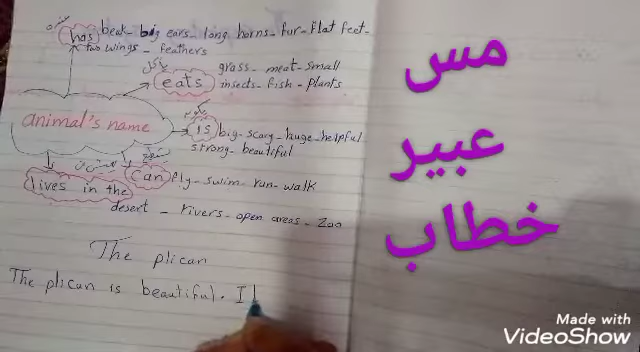 has beak - big ears - long horns - fur - flat feet -
two wings - feathers
يأكل
eats grass - meat - small
insects - fish - plants
animal's name
يكون
is big - scary - huge - helpful
strong - beautiful
can fly - swim - run - walk
lives in the
desert - rivers - open areas - Zoo
The plican
The plican is beautiful. I
مس
عبير
خطاب
Made with
VideoShow